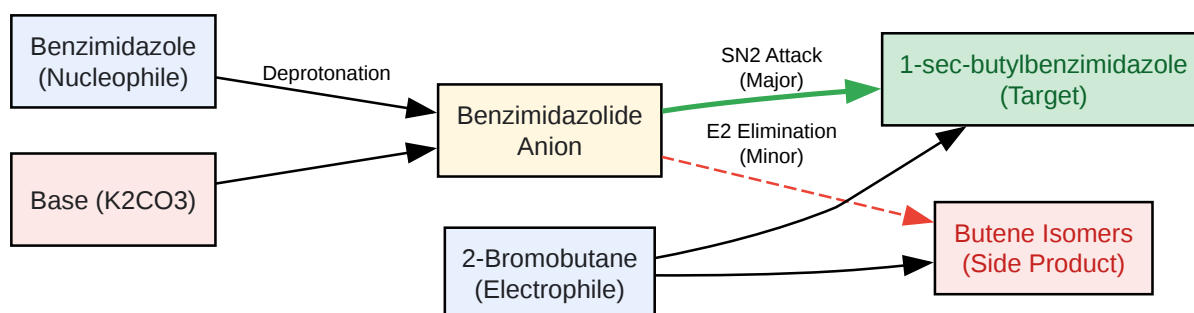 Benzimidazole
(Nucleophile)
Deprotonation
Base (K2CO3)
Benzimidazolide
Anion
2-Bromobutane
(Electrophile)
SN2 Attack
(Major)
E2 Elimination
(Minor)
1-sec-butylbenzimidazole
(Target)
Butene Isomers
(Side Product)